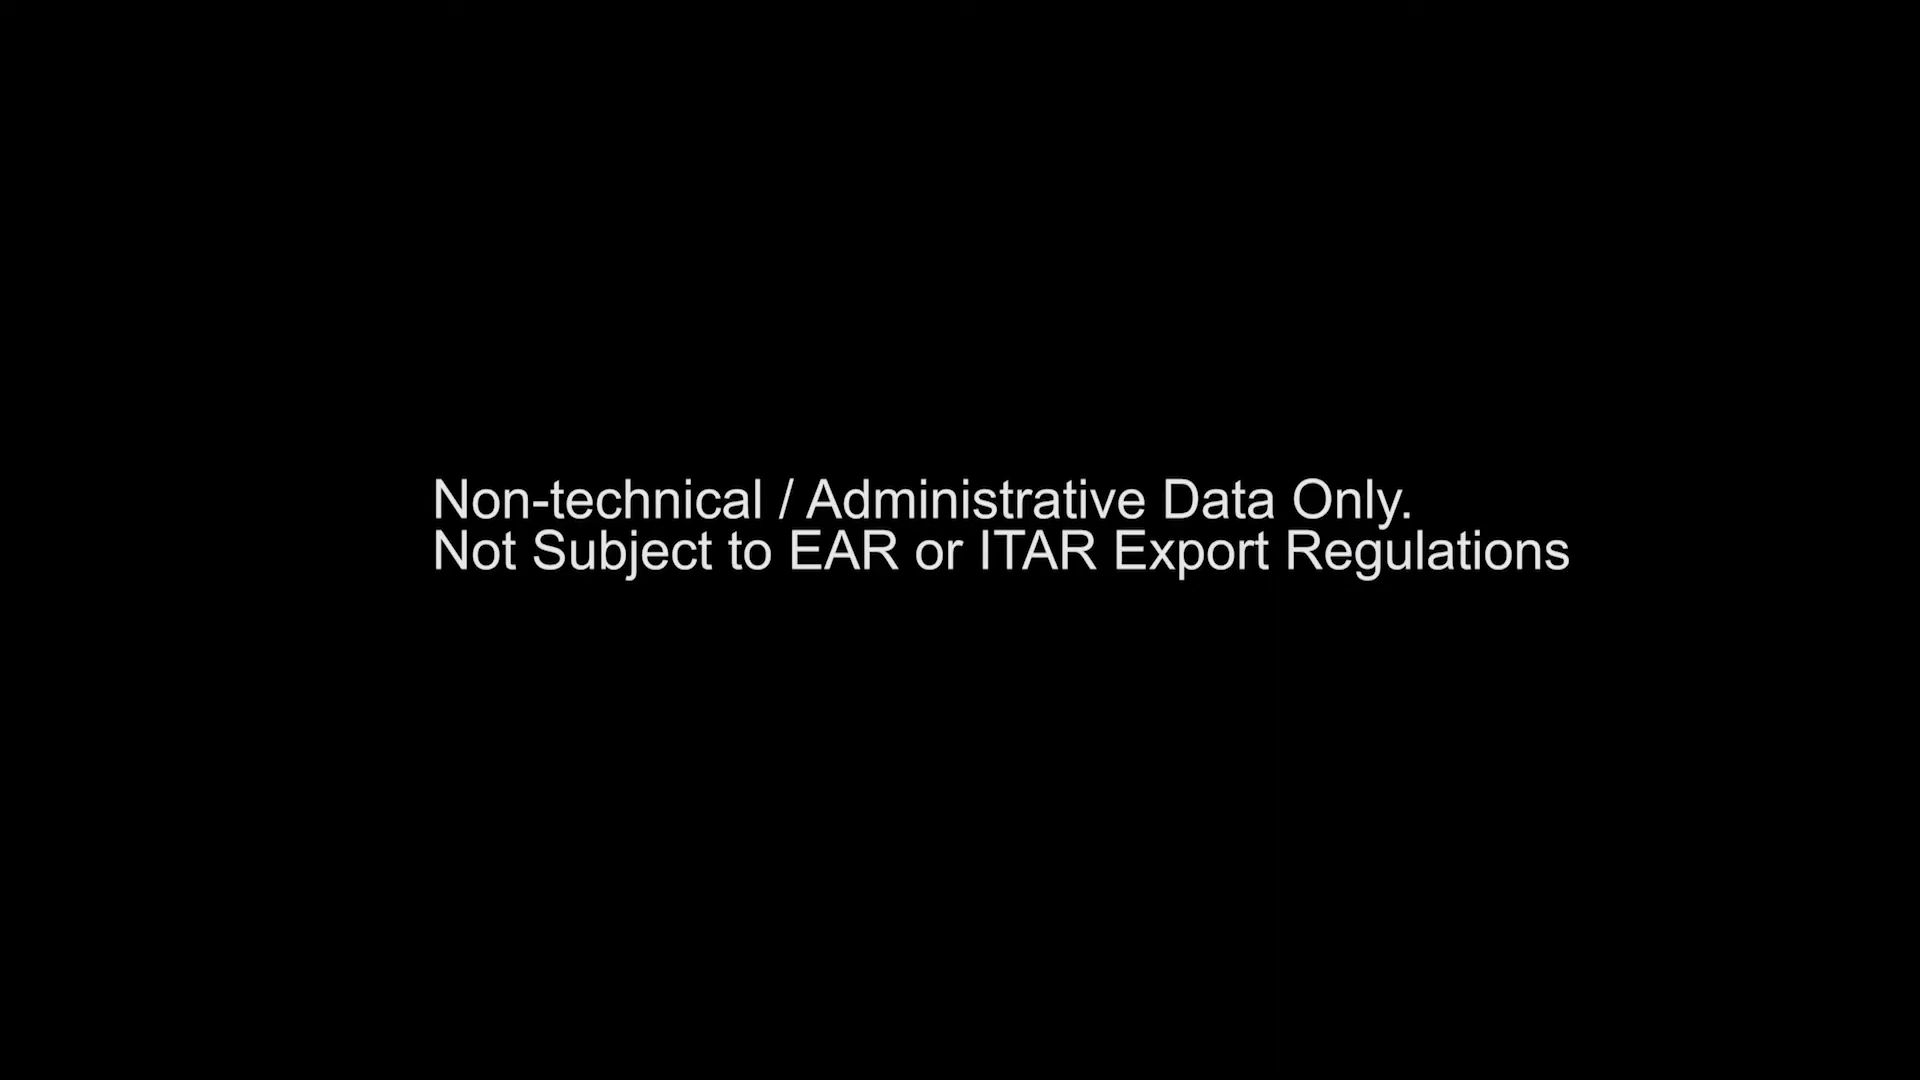 Non-technical / Administrative Data Only.
Not Subject to EAR or ITAR Export Regulations